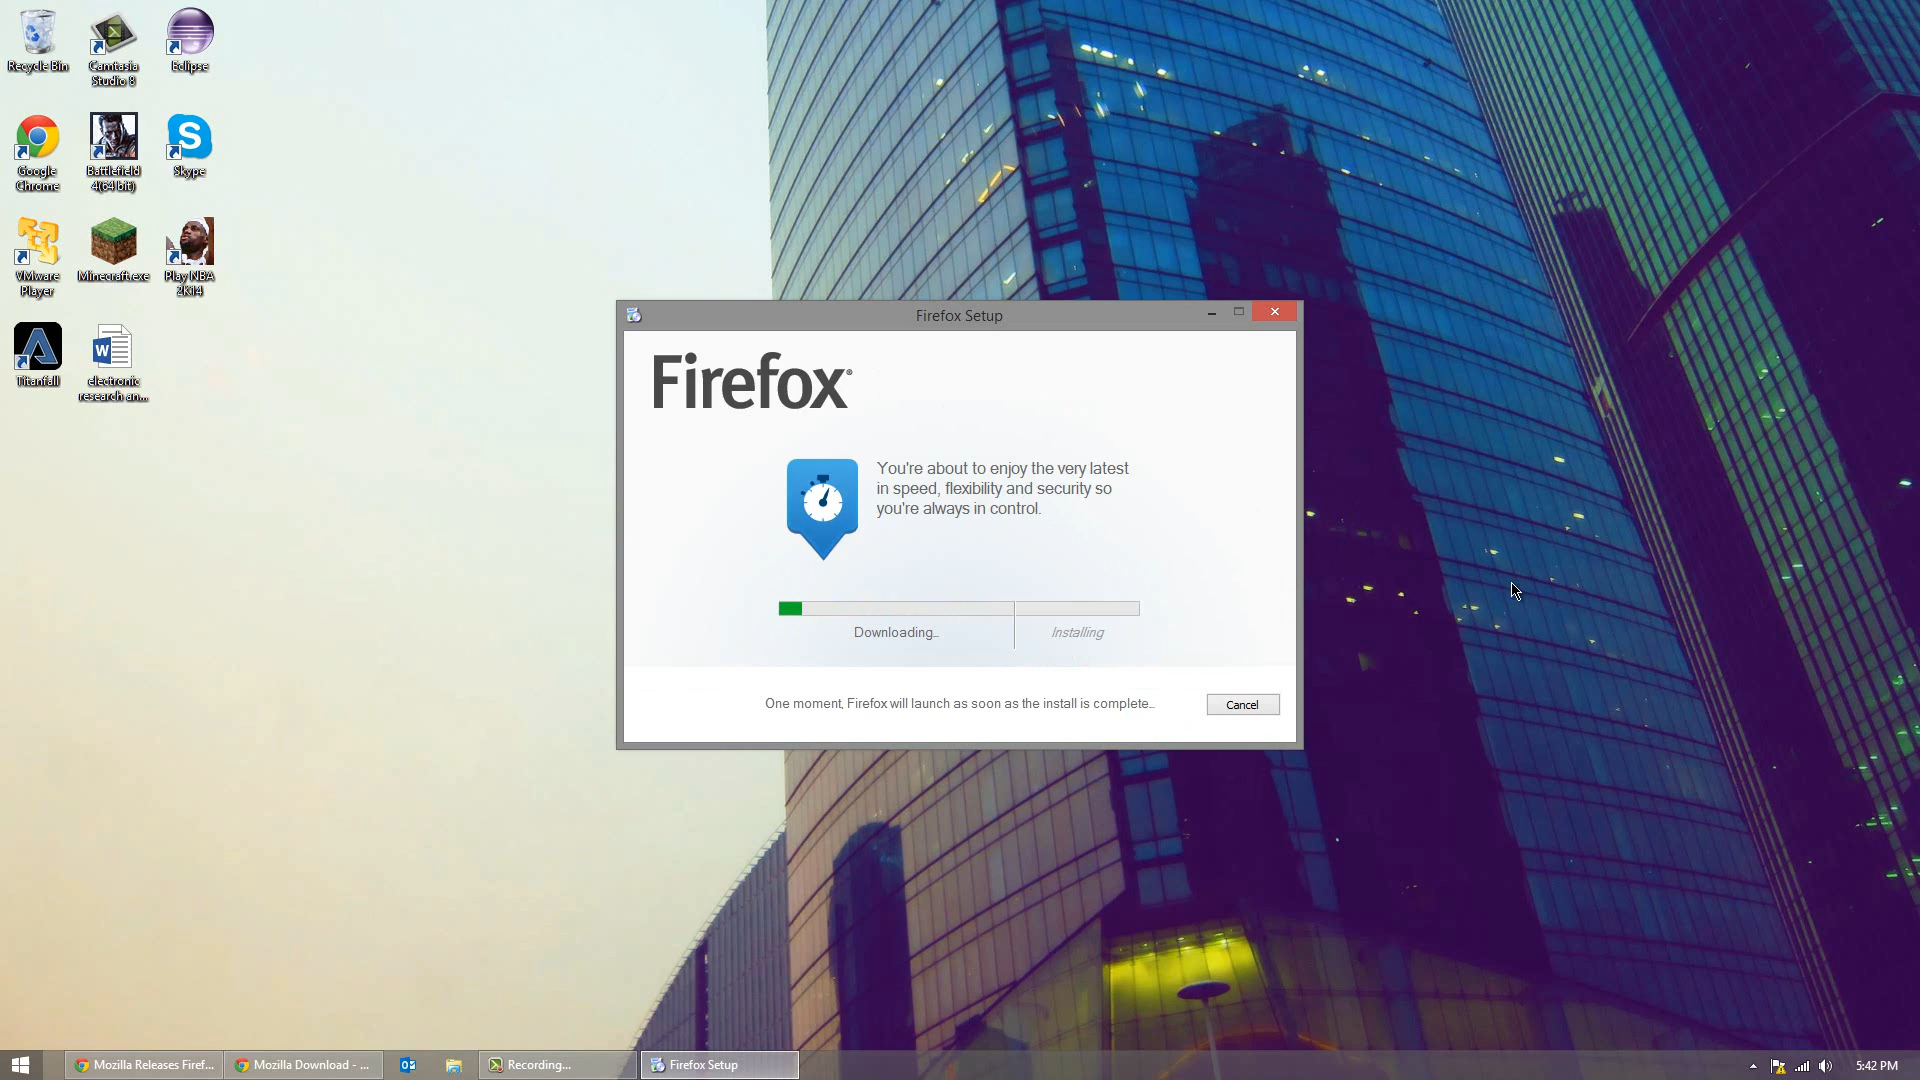 Recycle Bin
Camtasia
Studio 8
Eclipse
Google
Chrome
Battlefield
4(64 bit)
Skype
VMware
Player
Minecraft.exe
Play NBA
2K14
Titanfall
electronic
research an...
Firefox Setup
Firefox
You're about to enjoy the very latest
in speed, flexibility and security so
you're always in control.
Downloading...
Installing
One moment, Firefox will launch as soon as the install is complete...
Cancel
Mozilla Releases Firef...
Mozilla Download - ...
Recording...
Firefox Setup
5:42 PM